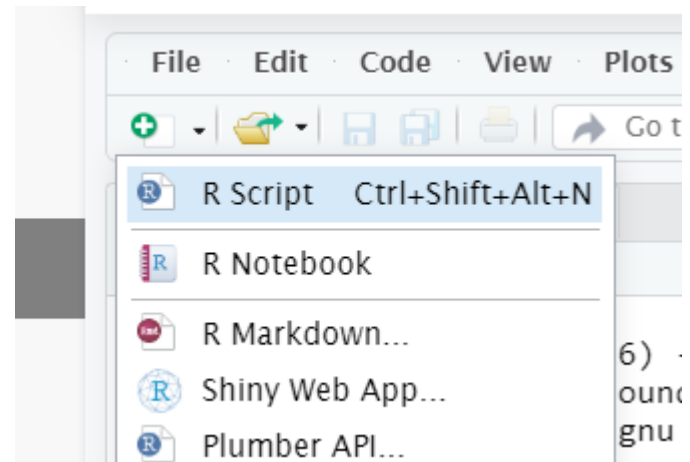 File Edit Code View Plots
Go t
R Script Ctrl+Shift+Alt+N
R Notebook
R Markdown...
6) -
Shiny Web App...
ound
Plumber API...
gnu